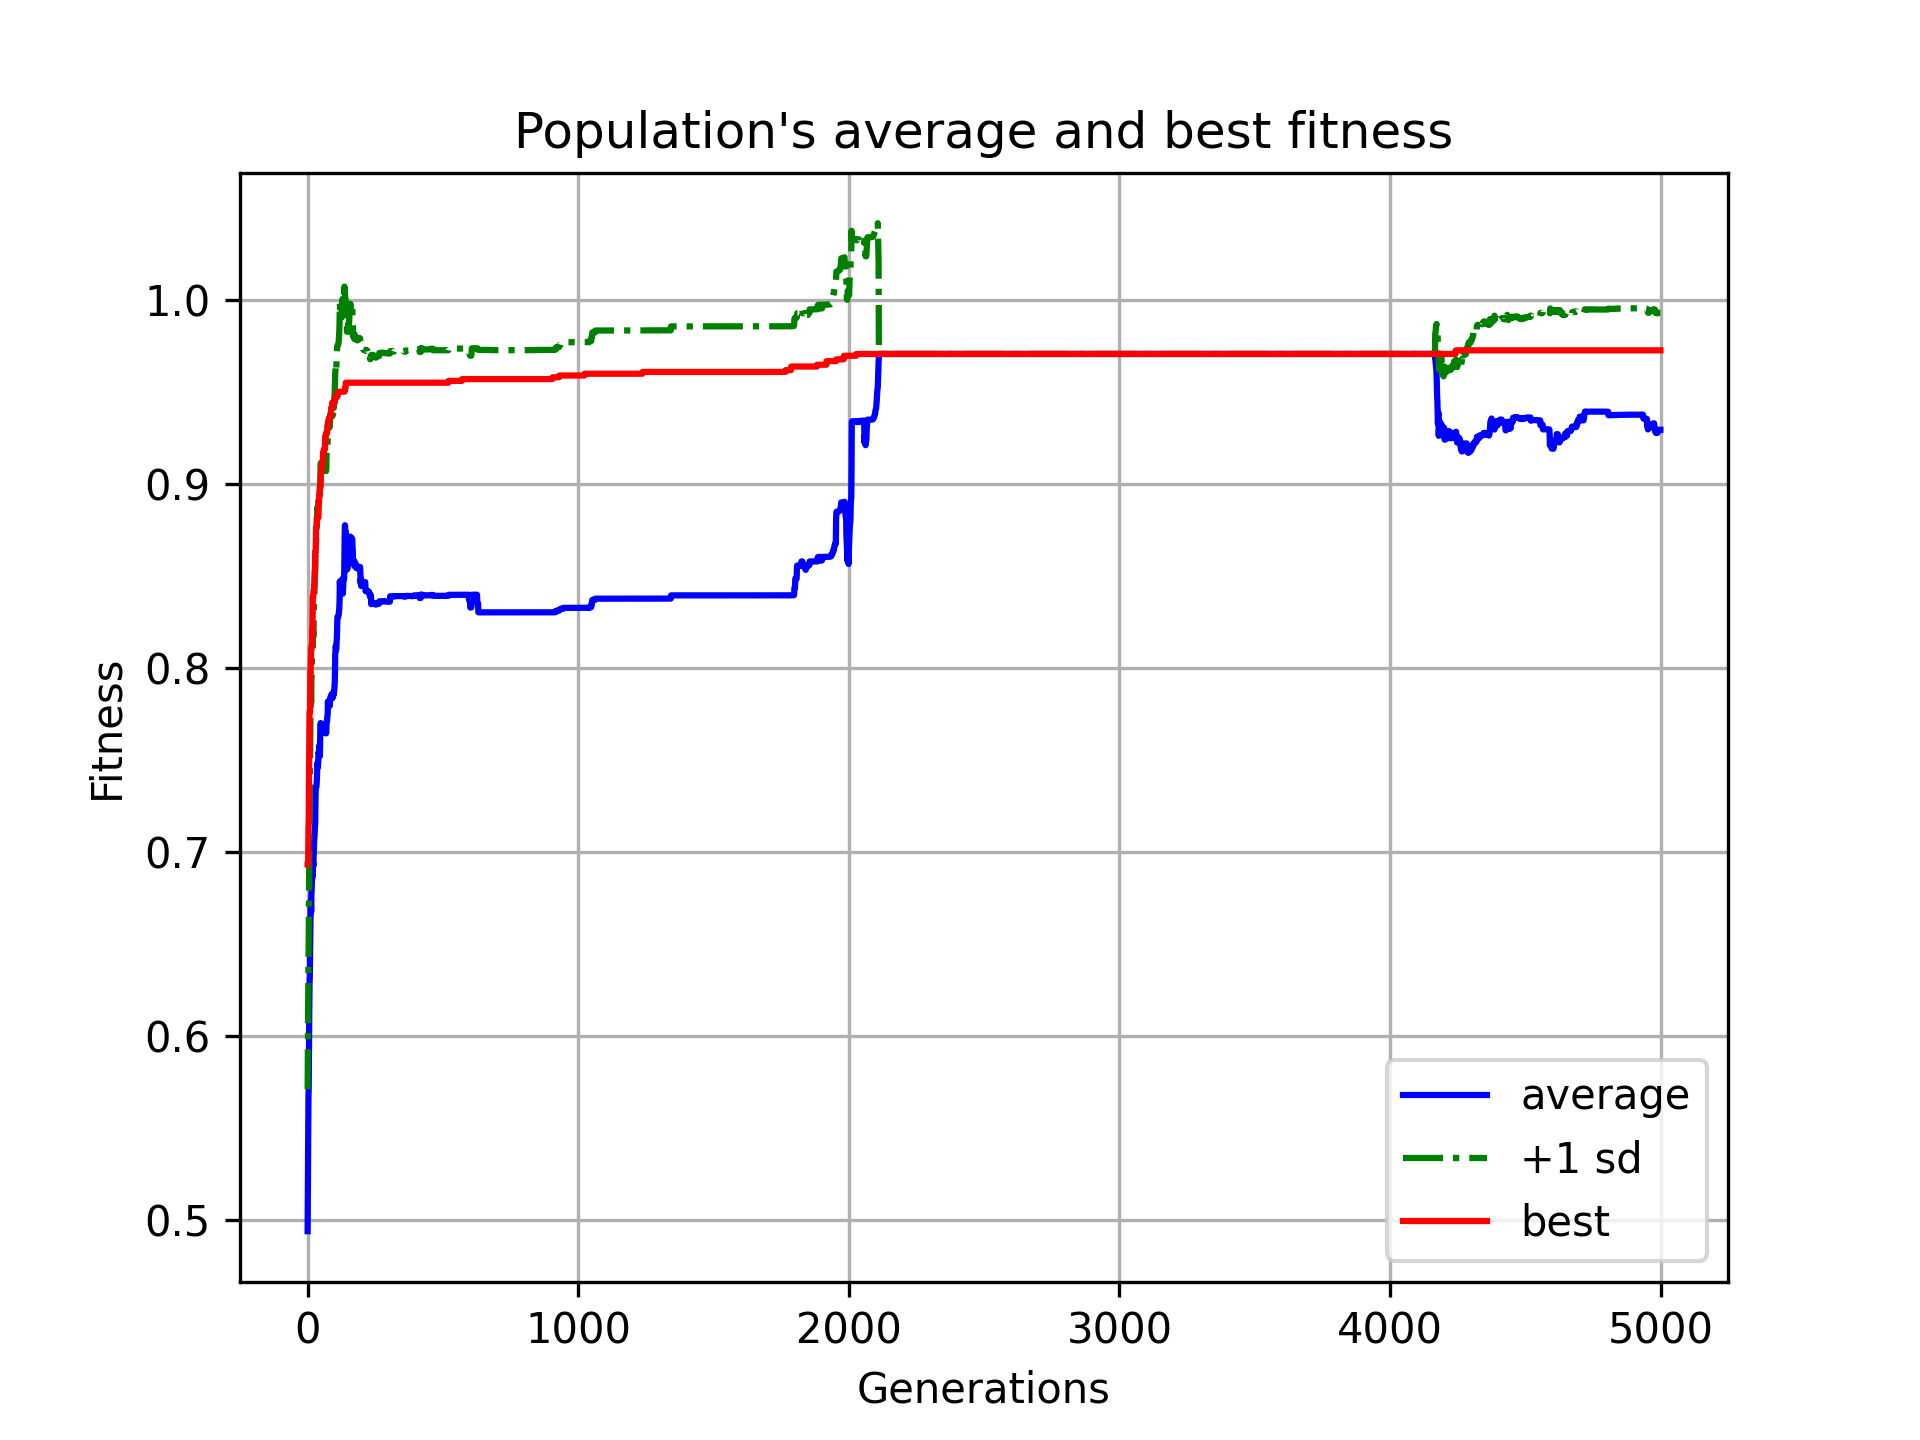 Population's average and best fitness
1.0
0.9
0.8
0.7
0.6
0.5
Fitness
0 1000 2000 3000 4000 5000
Generations
average
+1 sd
best